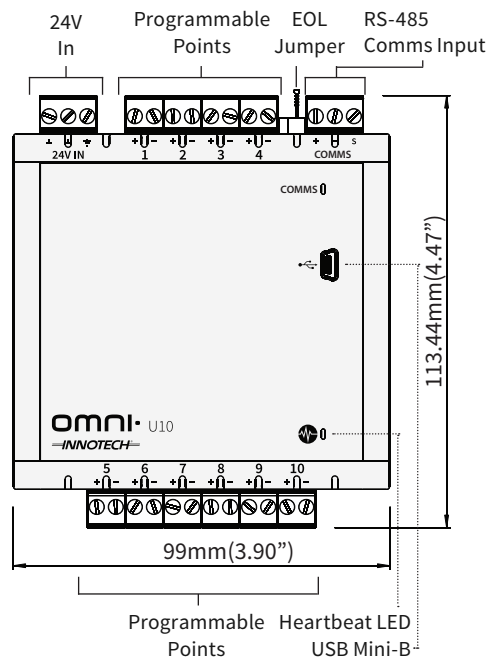 24V
In
Programmable
Points
EOL
Jumper
RS-485
Comms Input
24V IN
+ − + − + − + −
1 2 3 4
+ − S
COMMS
COMMS
113.44mm(4.47”)
omni· U10
INNOTECH
5 6 7 8 9 10
+ − + − + − + − + − + −
99mm(3.90”)
Programmable
Points
Heartbeat LED
USB Mini-B